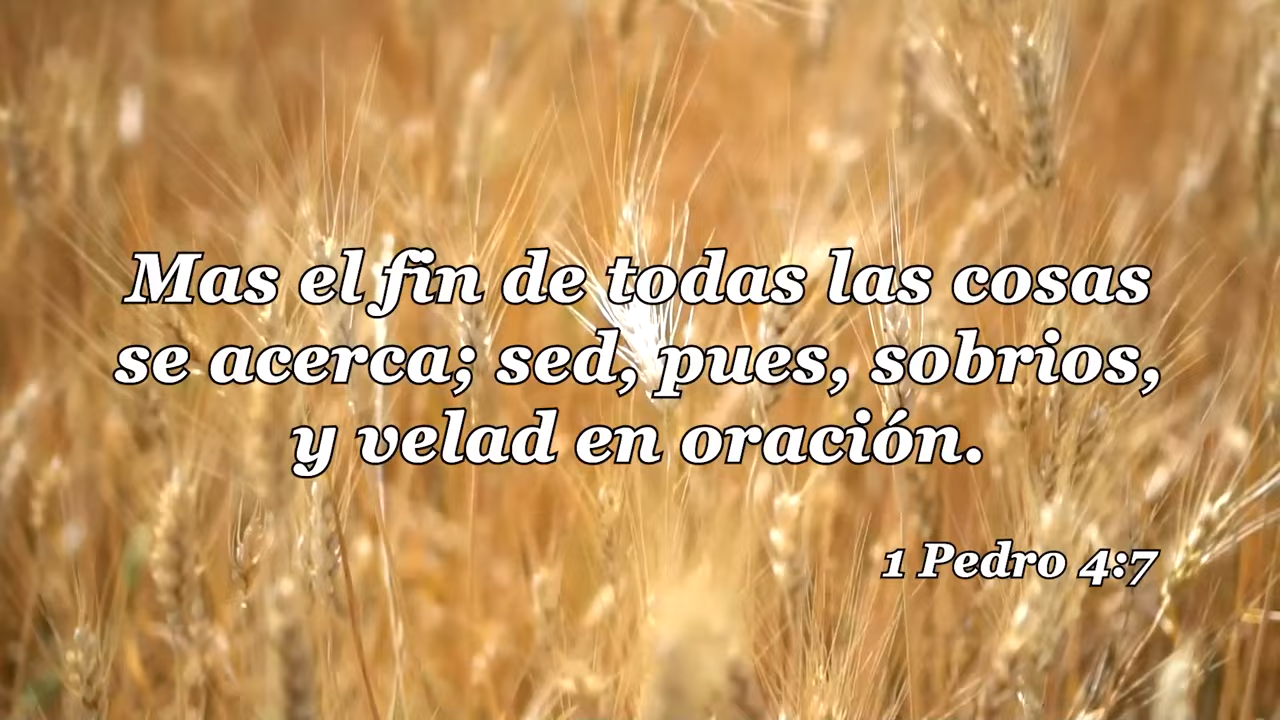 Mas el fin de todas las cosas
se acerca; sed, pues, sobrios,
y velad en oración.
1 Pedro 4:7